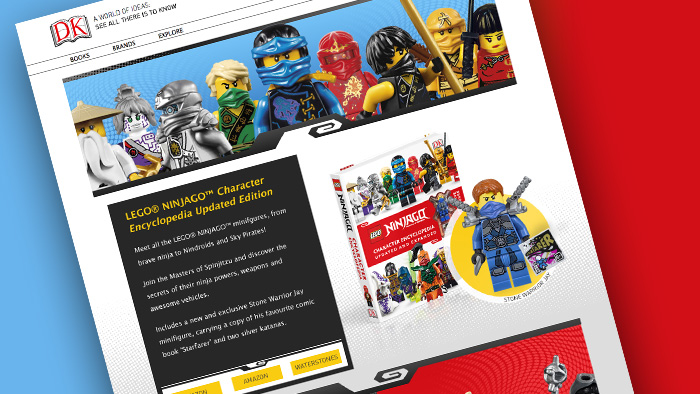 DK
A WORLD OF IDEAS:
SEE ALL THERE IS TO KNOW
BOOKS
BRANDS
EXPLORE
LEGO® NINJAGO™ Character
Encyclopedia Updated Edition
Meet all the LEGO® NINJAGO™ minifigures, from
brave ninja to Nindroids and Sky Pirates!
Join the Masters of Spinjitzu and discover the
secrets of their ninja powers, weapons and
awesome vehicles.
Includes a new and exclusive Stone Warrior Jay
minifigure, carrying a copy of his favourite comic
book 'Starfarer' and two silver katanas.
AMAZON
WATERSTONES
DK
NINJAGO
CHARACTER
LEGO NINJAGO
CHARACTER ENCYCLOPEDIA
UPDATED AND EXPANDED
STONE WARRIOR JAY